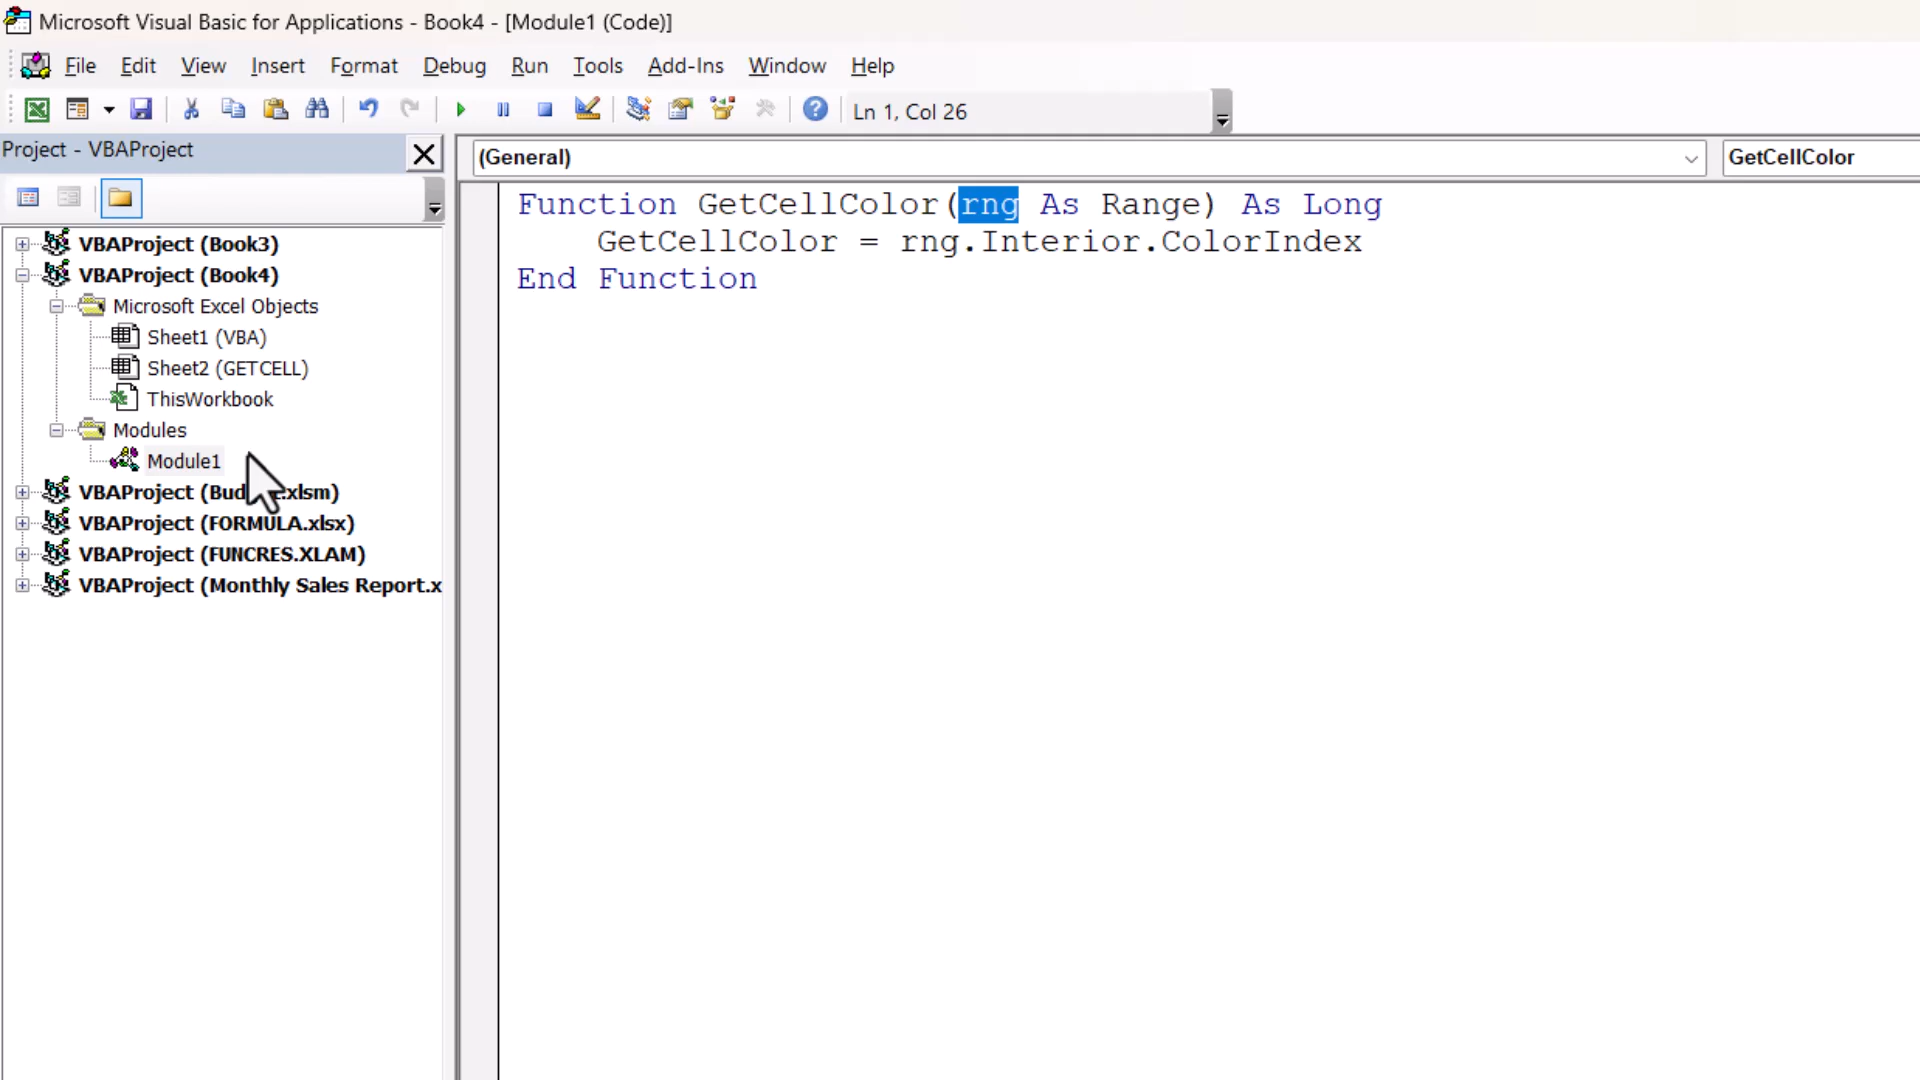 Microsoft Visual Basic for Applications - Book4 - [Module1 (Code)]
File Edit View Insert Format Debug Run Tools Add-Ins Window Help
Ln 1, Col 26
Project - VBAProject
(General)
GetCellColor
VBAProject (Book3)
VBAProject (Book4)
Microsoft Excel Objects
Sheet1 (VBA)
Sheet2 (GETCELL)
ThisWorkbook
Modules
Module1
VBAProject (Bud .xlsm)
VBAProject (FORMULA.xlsx)
VBAProject (FUNCRES.XLAM)
VBAProject (Monthly Sales Report.x
Function GetCellColor(rng As Range) As Long
GetCellColor = rng.Interior.ColorIndex
End Function